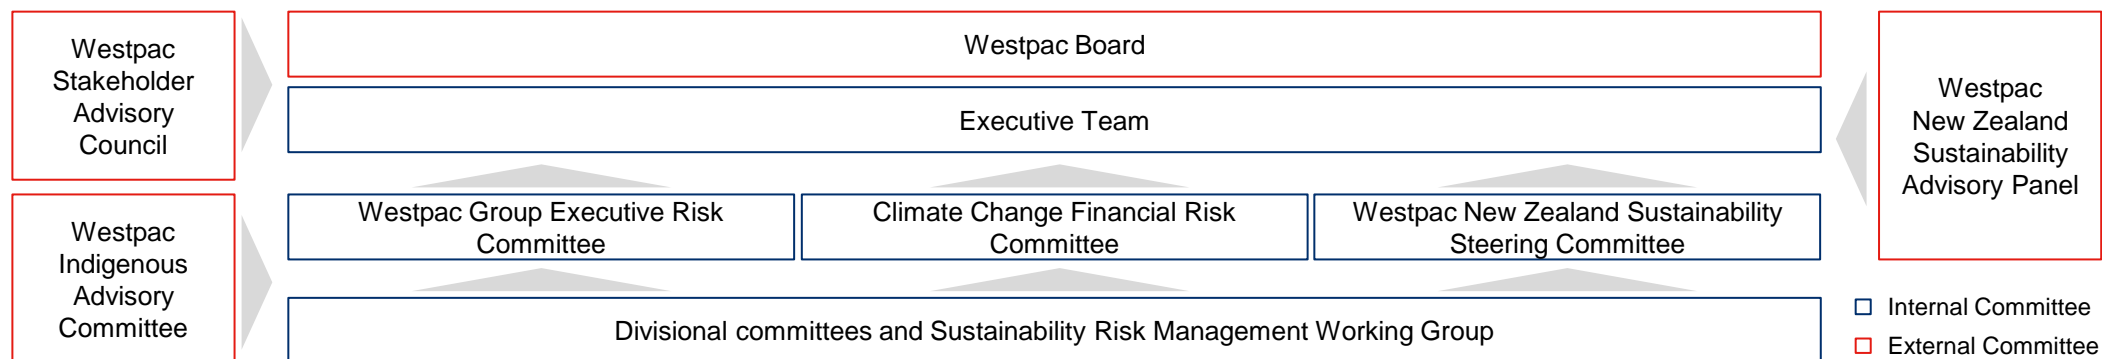 Westpac
Stakeholder
Advisory
Council
Westpac Board
Executive Team
Westpac
New Zealand
Sustainability
Advisory Panel
Westpac
Indigenous
Advisory
Committee
Westpac Group Executive Risk
Committee
Climate Change Financial Risk
Committee
Westpac New Zealand Sustainability
Steering Committee
Divisional committees and Sustainability Risk Management Working Group
Internal Committee
External Committee